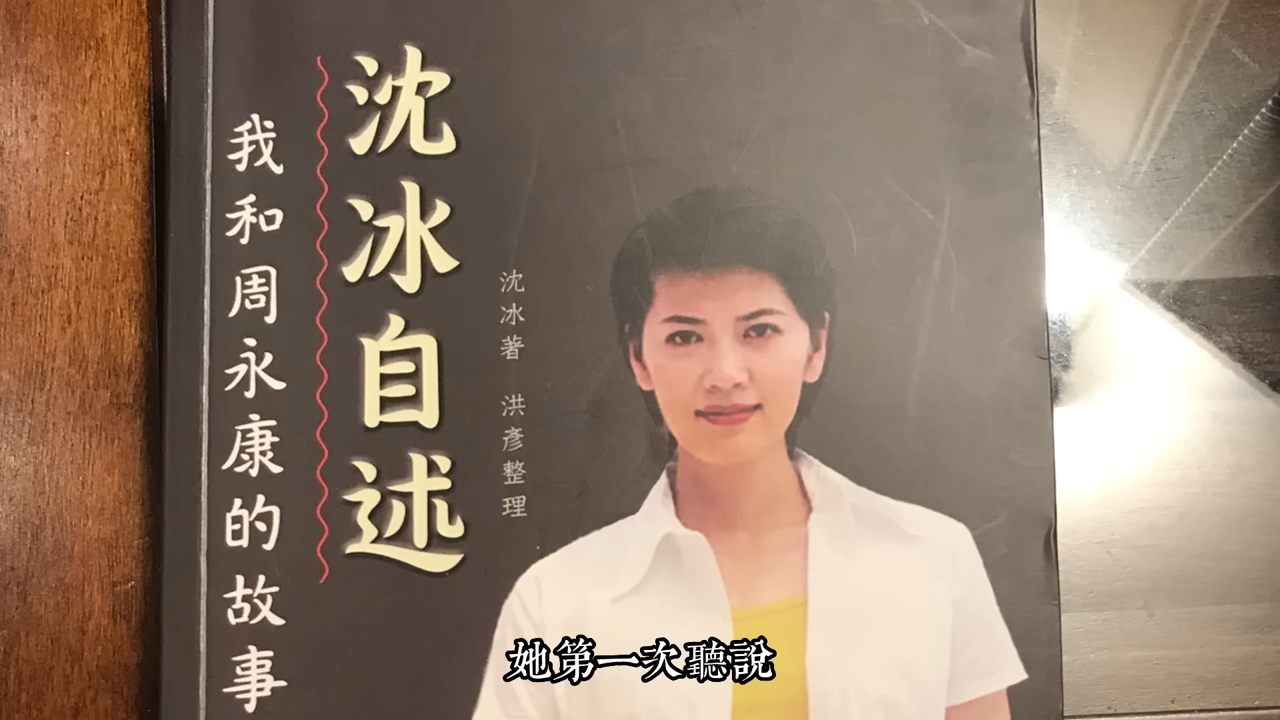 沈冰自述
我和周永康的故事
沈冰著 洪彥整理
她第一次聽說